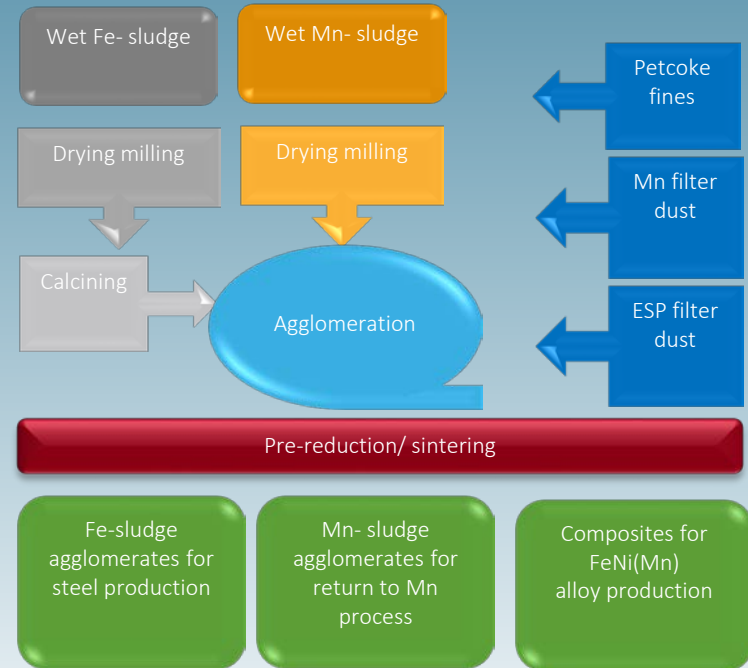 Wet Fe- sludge
Wet Mn- sludge
Petcoke
fines
Drying milling
Drying milling
Mn filter
dust
Calcining
Agglomeration
ESP filter
dust
Pre-reduction/ sintering
Fe-sludge
agglomerates for
steel production
Mn- sludge
agglomerates for
return to Mn
process
Composites for
FeNi(Mn)
alloy production